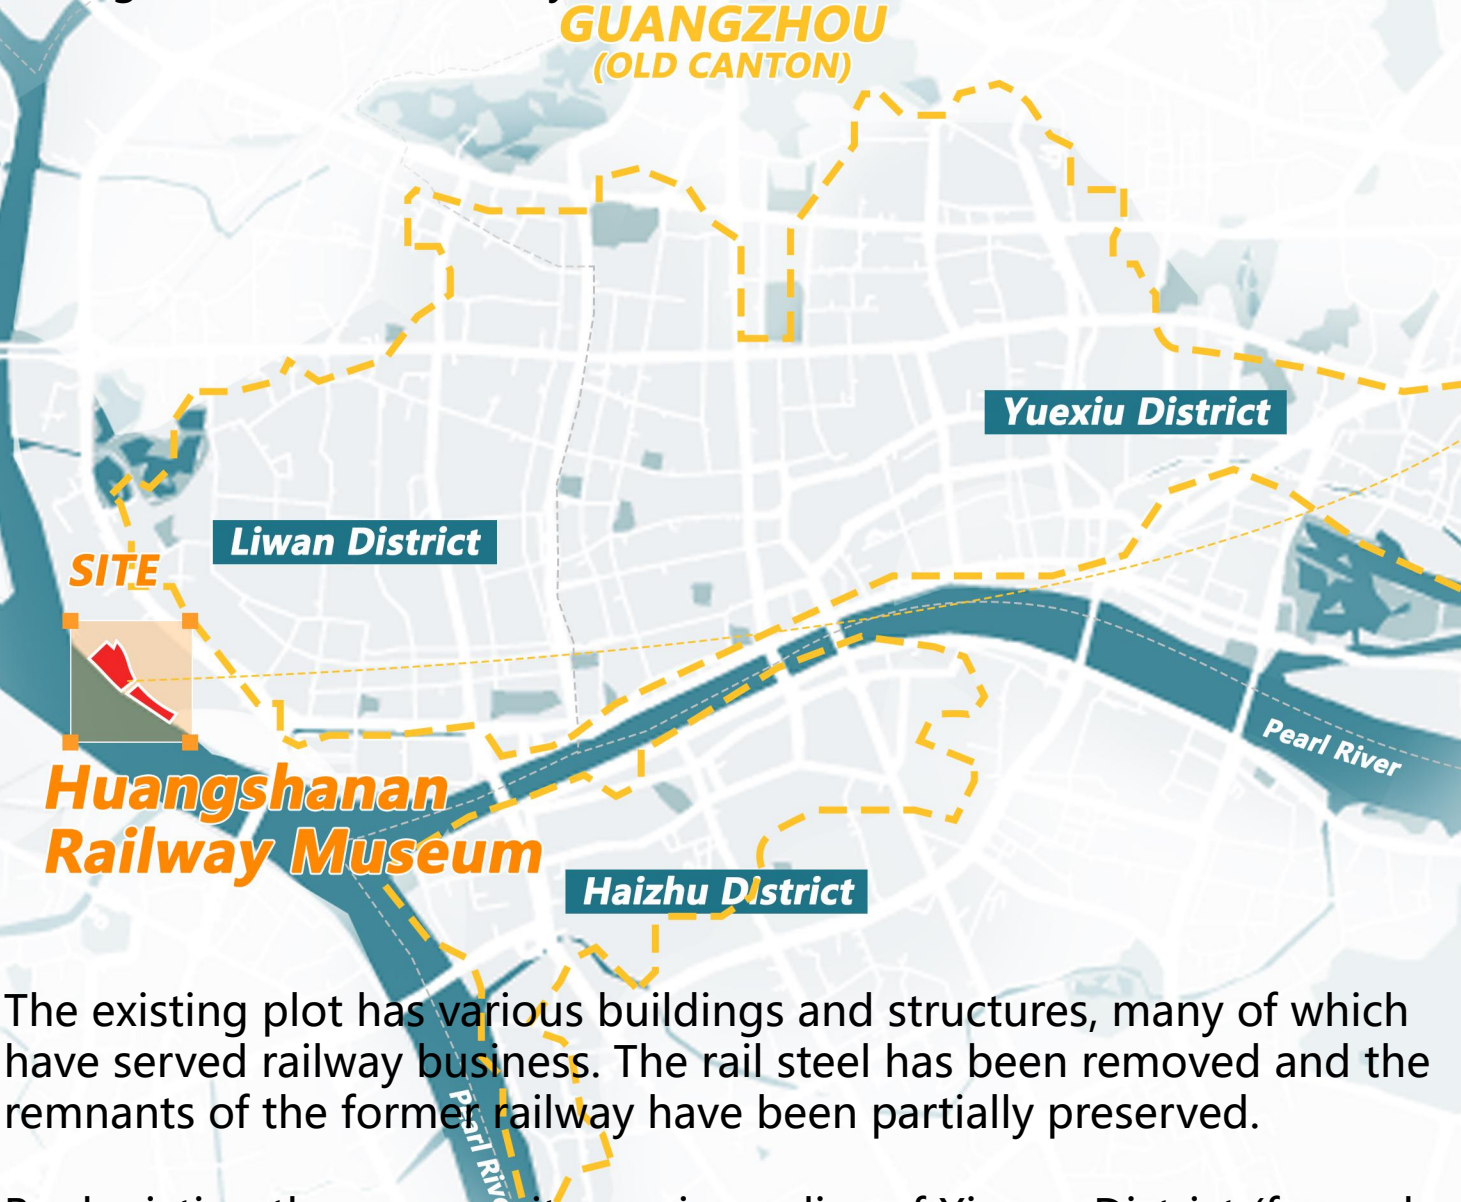 GUANGZHOU
(OLD CANTON)
Yuexiu District
Liwan District
SITE
Pearl River
Huangshanan
Railway Museum
Haizhu District
The existing plot has various buildings and structures, many of which
have served railway business. The rail steel has been removed and the
remnants of the former railway have been partially preserved.
Pearl River